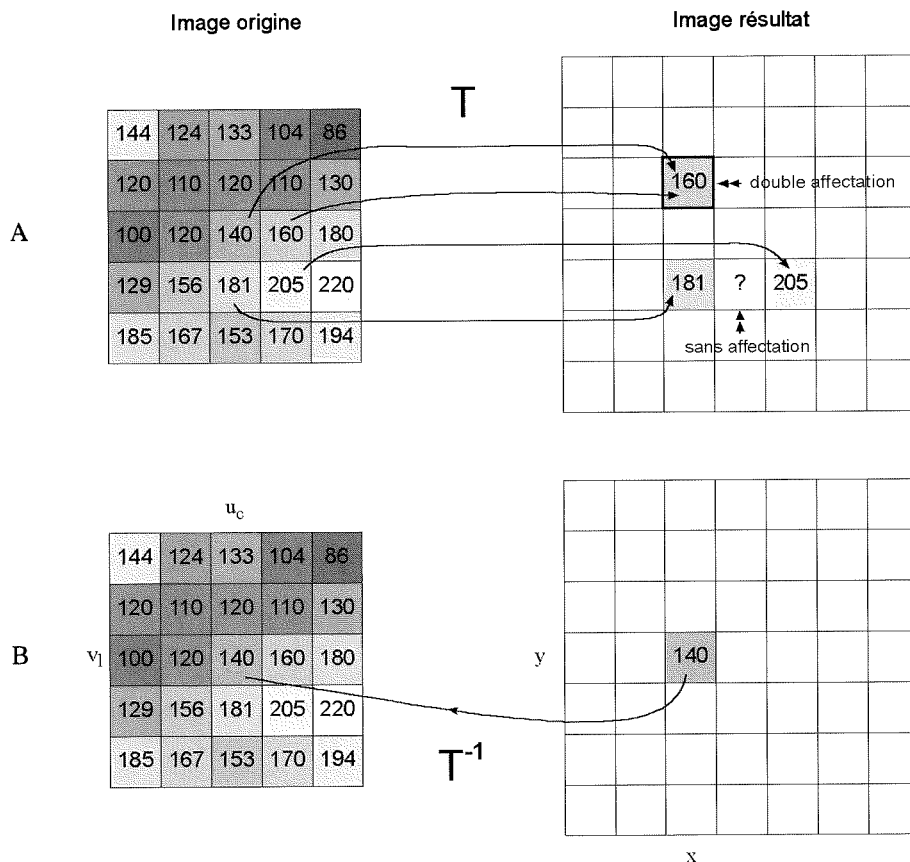 Image origine
Image résultat
T
A
144 124 133 104 86
120 110 120 110 130
100 120 140 160 180
129 156 181 205 220
185 167 153 170 194
160
double affectation
181 ? 205
sans affectation
u_c
B
v_l
144 124 133 104 86
120 110 120 110 130
100 120 140 160 180
129 156 181 205 220
185 167 153 170 194
T⁻¹
y
140
x